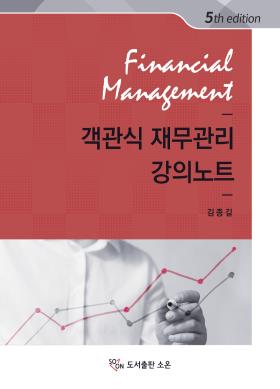 5th edition
Financial
Management
객관식 재무관리
강의노트
김종길
SO ON 도서출판 소온